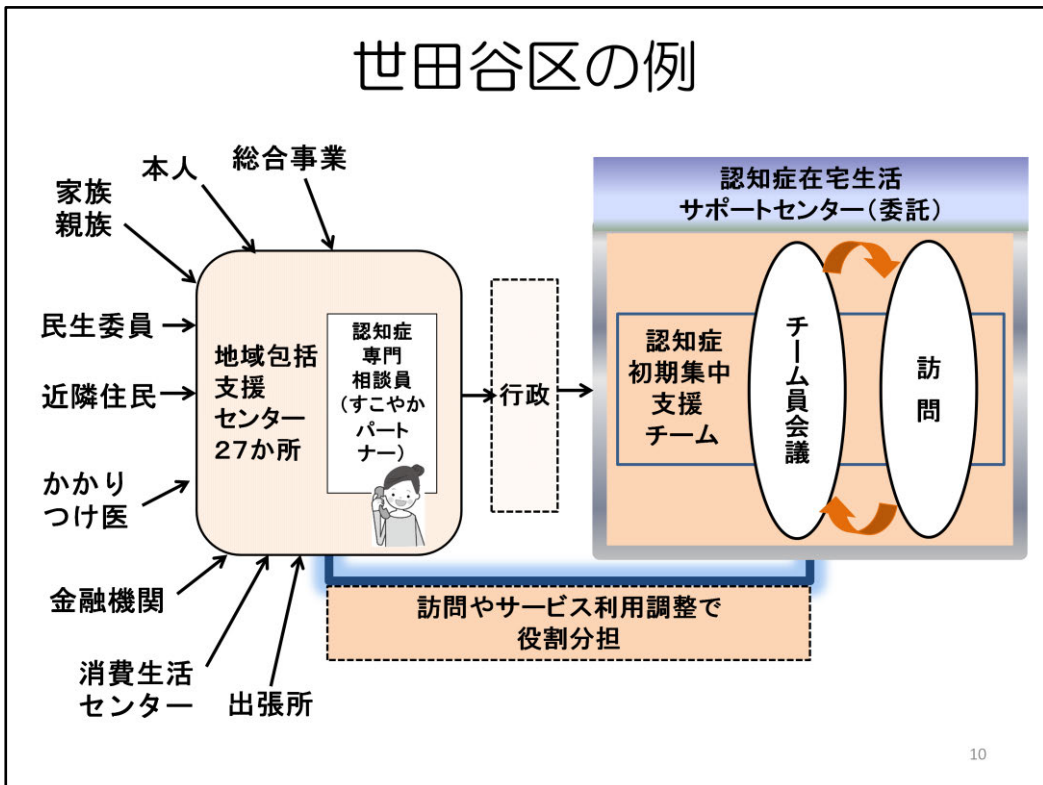 世田谷区の例
総合事業
本人
家族
親族
民生委員
近隣住民
かかり
つけ医
金融機関
消費生活
センター
出張所
地域包括
支援
センター
27か所
認知症
専門
相談員
(すこやか
パート
ナー)
行政
認知症在宅生活
サポートセンター(委託)
認知症
初期集中
支援
チーム
チーム員会議
訪問
訪問やサービス利用調整で
役割分担
10